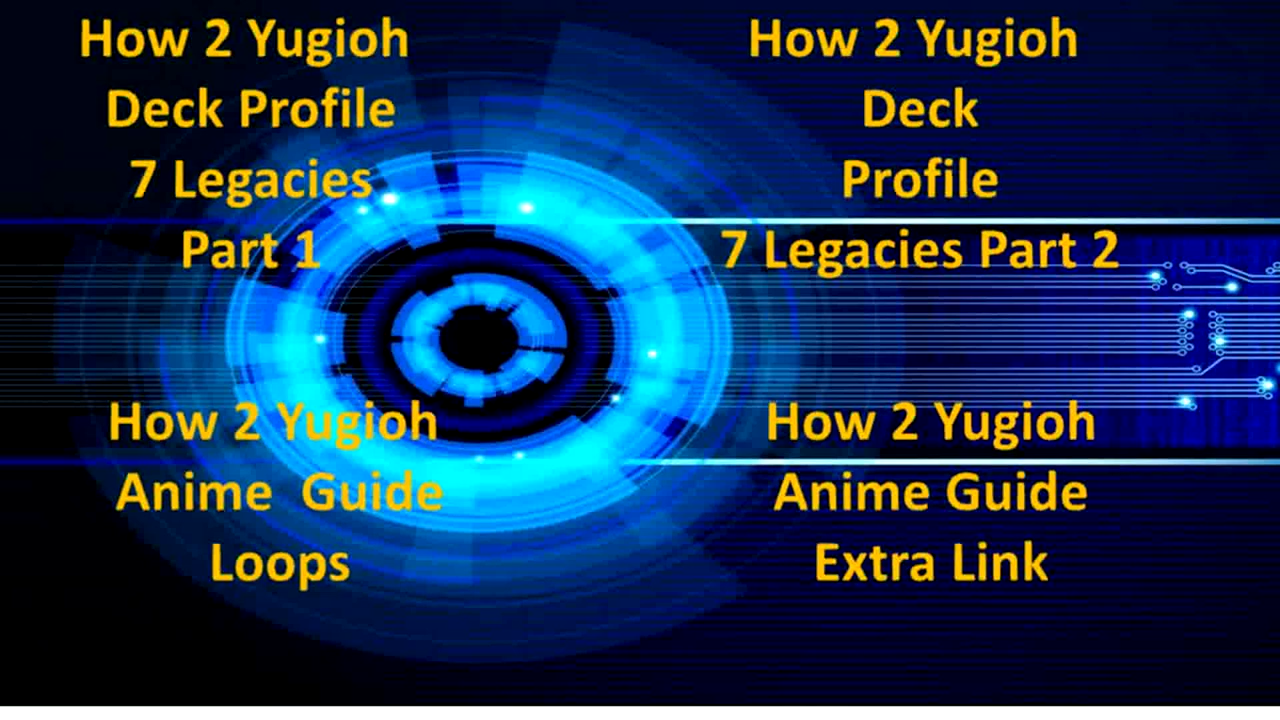 How 2 Yugioh
Deck Profile
7 Legacies
Part 1
How 2 Yugioh
Deck
Profile
7 Legacies Part 2
How 2 Yugioh
Anime Guide
Loops
How 2 Yugioh
Anime Guide
Extra Link